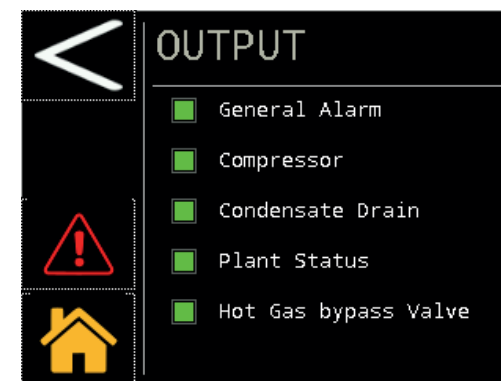 OUTPUT
General Alarm
Compressor
Condensate Drain
Plant Status
Hot Gas bypass Valve